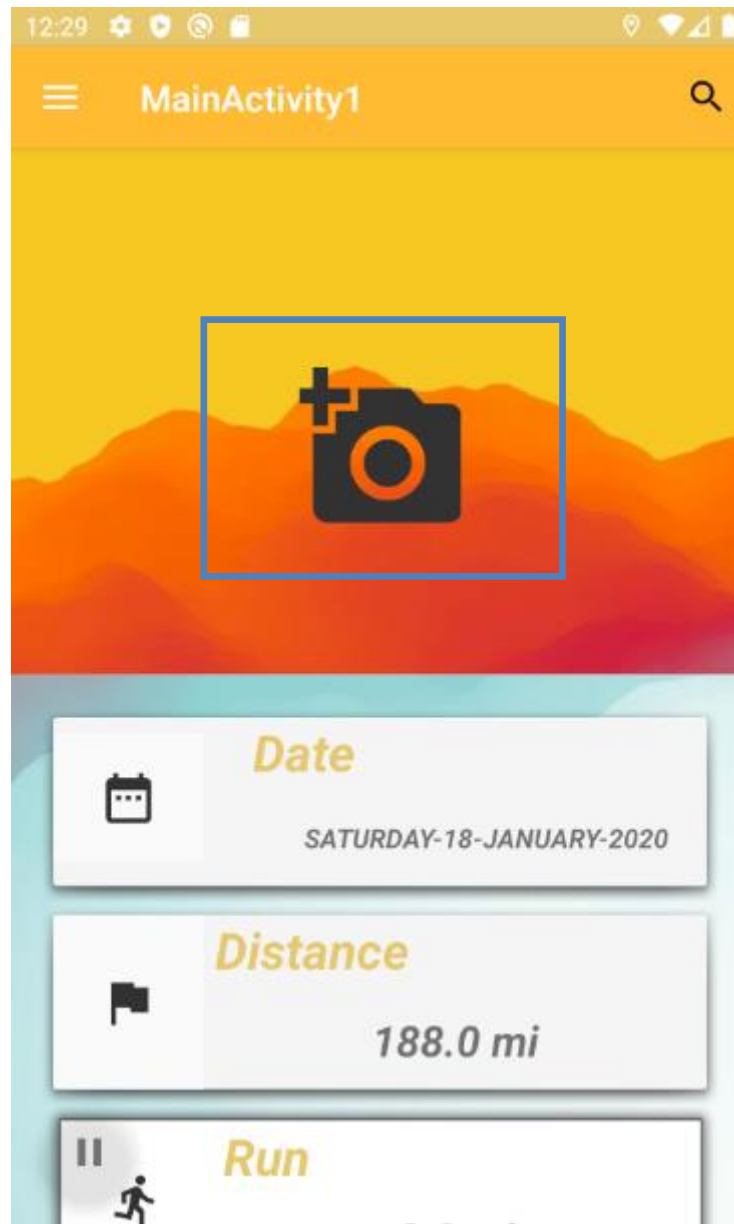 12:29
MainActivity1
Date
SATURDAY-18-JANUARY-2020
Distance
188.0 mi
Run